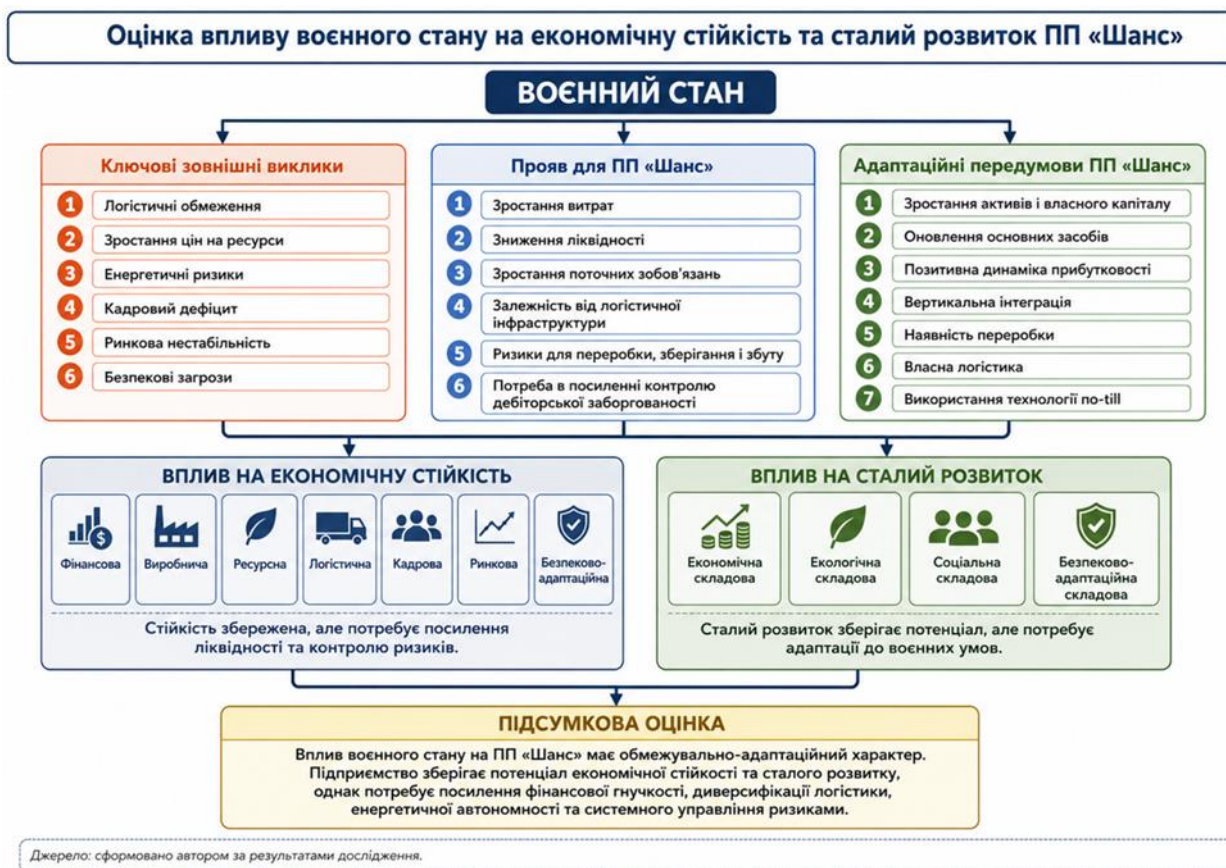 Оцінка впливу воєнного стану на економічну стійкість та сталий розвиток ПП «Шанс»
ВОЄННИЙ СТАН
Ключові зовнішні виклики
1 Логістичні обмеження
2 Зростання цін на ресурси
3 Енергетичні ризики
4 Кадровий дефіцит
5 Ринкова нестабільність
6 Безпекові загрози
Прояв для ПП «Шанс»
1 Зростання витрат
2 Зниження ліквідності
3 Зростання поточних зобов'язань
4 Залежність від логістичної
інфраструктури
5 Ризики для переробки, зберігання і збуту
6 Потреба в посиленні контролю
дебіторської заборгованості
Адаптаційні передумови ПП «Шанс»
1 Зростання активів і власного капіталу
2 Оновлення основних засобів
3 Позитивна динаміка прибутковості
4 Вертикальна інтеграція
5 Наявність переробки
6 Власна логістика
7 Використання технології no-till
ВПЛИВ НА ЕКОНОМІЧНУ СТІЙКІСТЬ
Фінансова
Виробнича
Ресурсна
Логістична
Кадрова
Ринкова
Безпеково-
адаптаційна
Стійкість збережена, але потребує посилення
ліквідності та контролю ризиків.
ВПЛИВ НА СТАЛИЙ РОЗВИТОК
Економічна
складова
Екологічна
складова
Соціальна
складова
Безпеково-
адаптаційна
складова
Сталий розвиток зберігає потенціал, але потребує
адаптації до воєнних умов.
ПІДСУМКОВА ОЦІНКА
Вплив воєнного стану на ПП «Шанс» має обмежувально-адаптаційний характер.
Підприємство зберігає потенціал економічної стійкості та сталого розвитку,
однак потребує посилення фінансової гнучкості, диверсифікації логістики,
енергетичної автономності та системного управління ризиками.
Джерело: сформовано автором за результатами дослідження.